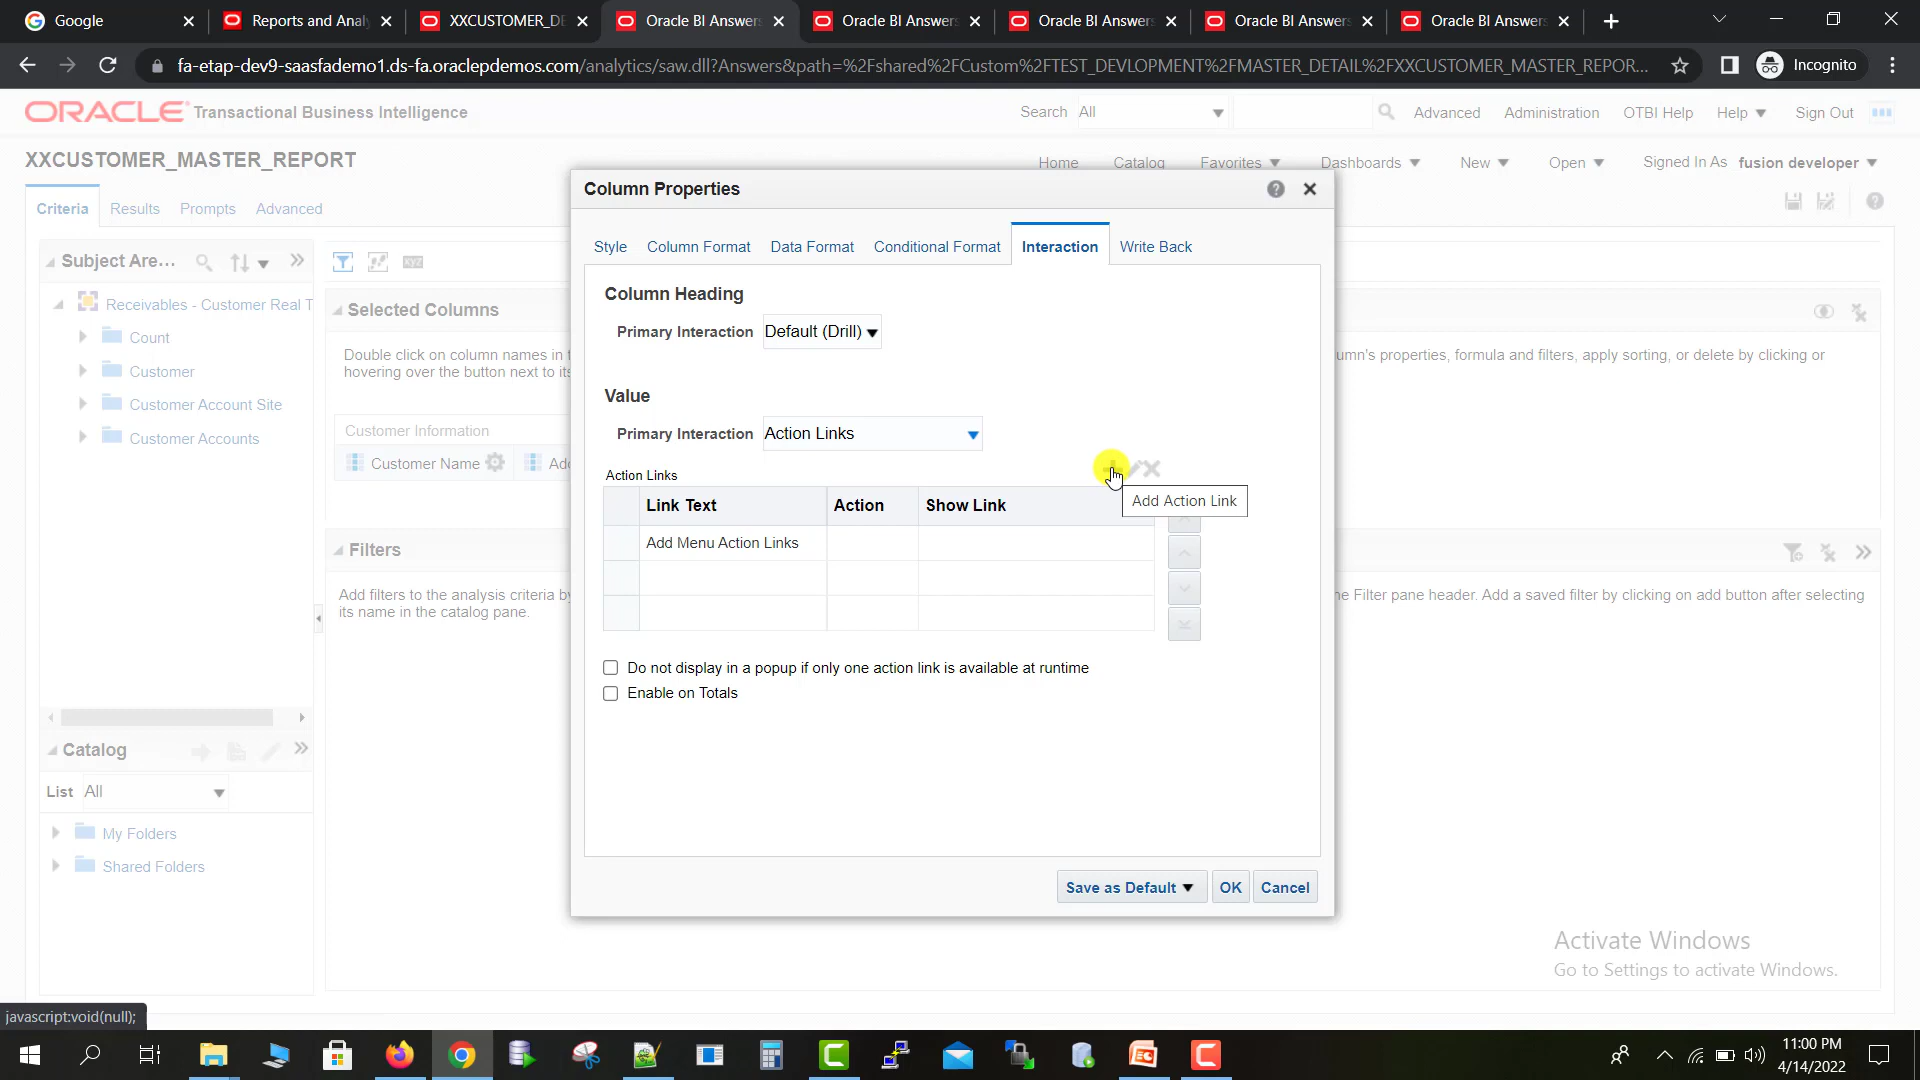 Google
Reports and Anal
XXCUSTOMER_DE
Oracle BI Answers
Oracle BI Answers
Oracle BI Answers
Oracle BI Answers
Oracle BI Answers
fa-etap-dev9-saasfademo1.ds-fa.oraclepdemos.com/analytics/saw.dll?Answers&path=%2Fshared%2FCustom%2FTEST_DEVLOPMENT%2FMASTER_DETAIL%2FXXCUSTOMER_MASTER_REPOR...
Incognito
ORACLE Transactional Business Intelligence
Search All
Advanced Administration OTBI Help Help Sign Out
XXCUSTOMER_MASTER_REPORT
Home Catalog Favorites Dashboards New Open Signed In As fusion developer
Criteria Results Prompts Advanced
Subject Are...
Receivables - Customer Real T
Count
Customer
Customer Account Site
Customer Accounts
Catalog
List All
My Folders
Shared Folders
Selected Columns
Double click on column names in
umn's properties, formula and filters, apply sorting, or delete by clicking or
hovering over the button next to its
Customer Information
Customer Name
Filters
Add filters to the analysis criteria by
he Filter pane header. Add a saved filter by clicking on add button after selecting
its name in the catalog pane.
Column Properties
Style Column Format Data Format Conditional Format Interaction Write Back
Column Heading
Primary Interaction Default (Drill)
Value
Primary Interaction Action Links
Action Links
Add Action Link
Link Text Action Show Link
Add Menu Action Links
Do not display in a popup if only one action link is available at runtime
Enable on Totals
Save as Default OK Cancel
Activate Windows
Go to Settings to activate Windows.
javascript:void(null);
11:00 PM
4/14/2022